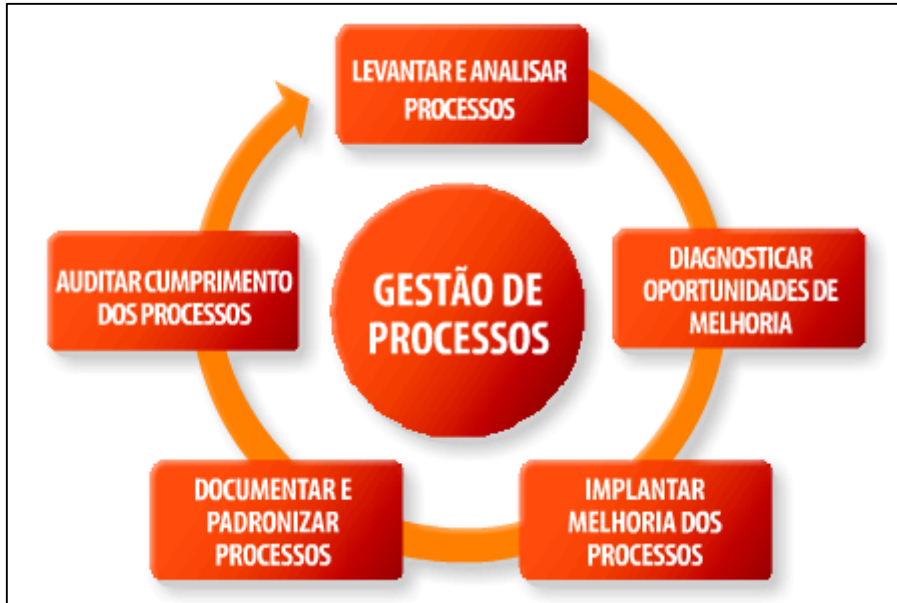 LEVANTAR E ANALISAR
PROCESSOS
DIAGNOSTICAR
OPORTUNIDADES DE
MELHORIA
IMPLANTAR
MELHORIA DOS
PROCESSOS
DOCUMENTAR E
PADRONIZAR
PROCESSOS
AUDITAR CUMPRIMENTO
DOS PROCESSOS
GESTÃO DE
PROCESSOS